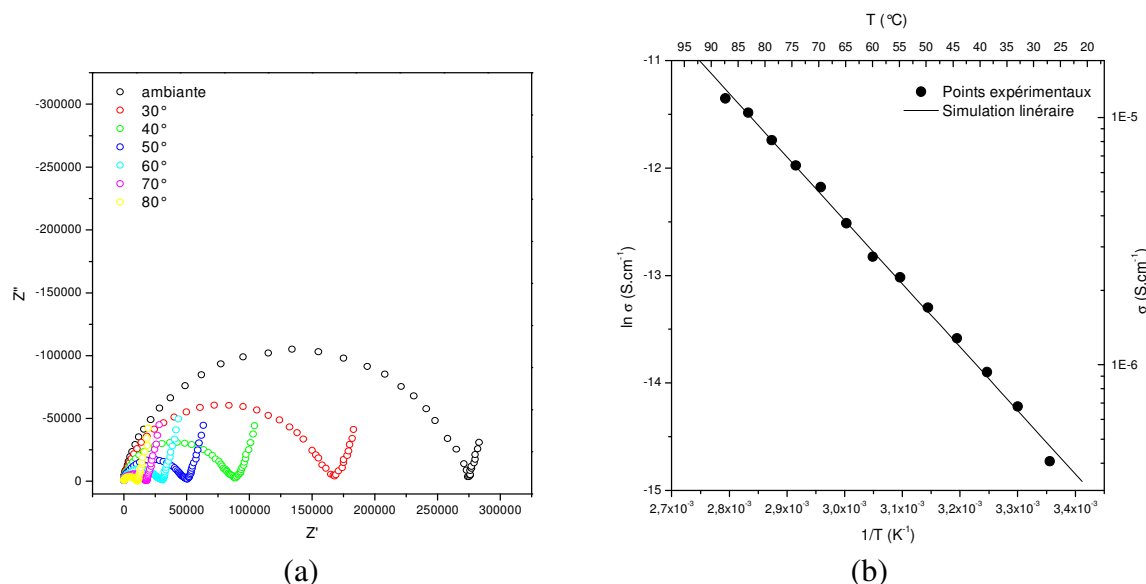 -300000
-250000
-200000
-150000
-100000
-50000
0
Z''
ambiante
30°
40°
50°
60°
70°
80°
0 50000 100000 150000 200000 250000 300000
Z'
(a)
T (°C)
95 90 85 80 75 70 65 60 55 50 45 40 35 30 25 20
-11
-12
-13
-14
-15
ln σ (S.cm⁻¹)
Points expérimentaux
Simulation linéraire
1E-5
1E-6
σ (S.cm⁻¹)
2,7x10⁻³ 2,8x10⁻³ 2,9x10⁻³ 3,0x10⁻³ 3,1x10⁻³ 3,2x10⁻³ 3,3x10⁻³ 3,4x10⁻³
1/T (K⁻¹)
(b)